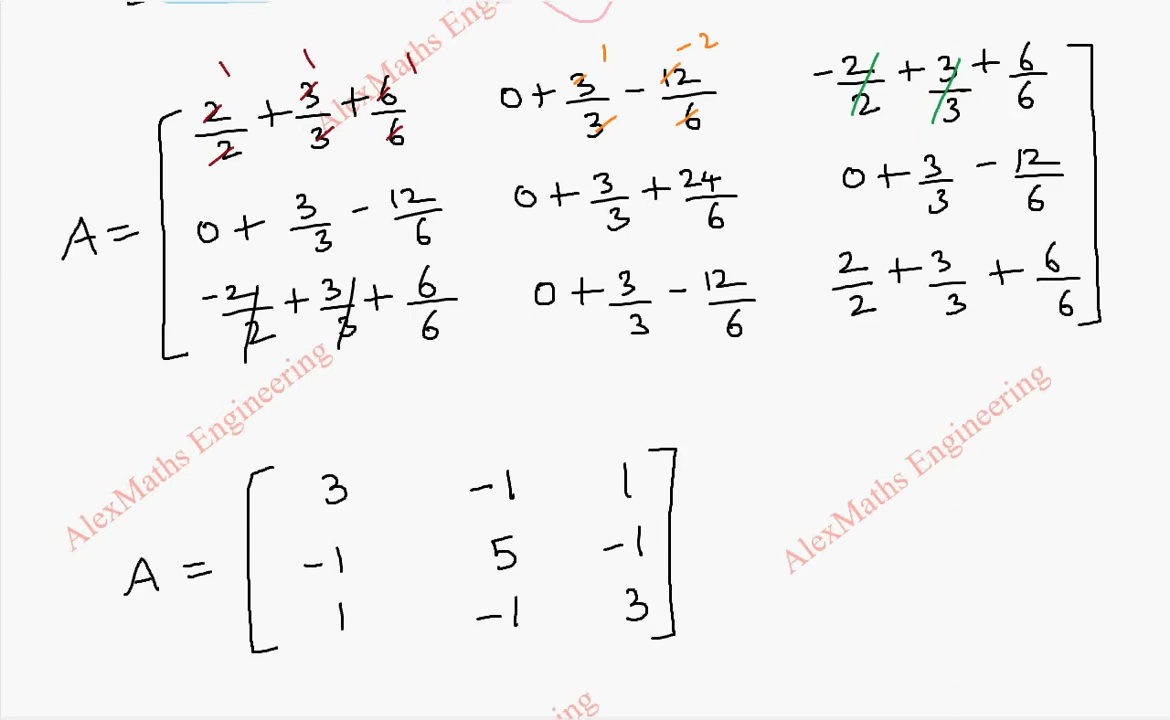 1 1 1 1 -2
2/2 + 3/3 + 6/6 0 + 3/3 - 12/6 -2/2 + 3/3 + 6/6
A = [ 0 + 3/3 - 12/6 0 + 3/3 + 24/6 0 + 3/3 - 12/6 ]
-2/2 + 3/3 + 6/6 0 + 3/3 - 12/6 2/2 + 3/3 + 6/6
3 -1 1
A = [ -1 5 -1 ]
1 -1 3
AlexMaths Engineering
AlexMaths Engineering
AlexMaths Engineering